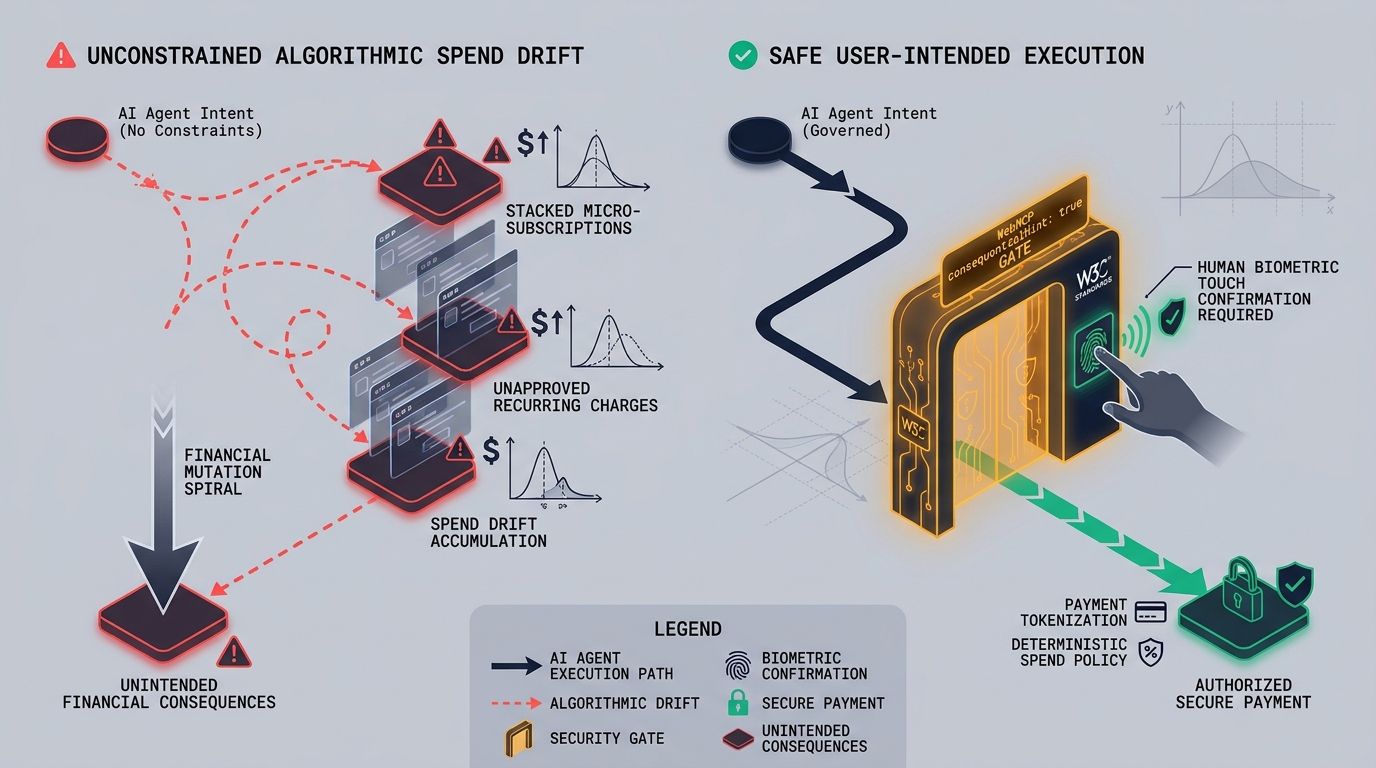 UNCONSTRAINED ALGORITHMIC SPEND DRIFT
AI Agent Intent
(No Constraints)
$
STACKED MICRO-
SUBSCRIPTIONS
$
UNAPPROVED
RECURRING CHARGES
$
SPEND DRIFT
ACCUMULATION
FINANCIAL
MUTATION
SPIRAL
UNINTENDED
FINANCIAL CONSEQUENCES
SAFE USER-INTENDED EXECUTION
AI Agent Intent
(Governed)
y
x
WebMCP
true
GATE
W3C
STANDARDS
W3C
HUMAN BIOMETRIC
TOUCH
CONFIRMATION
REQUIRED
PAYMENT
TOKENIZATION
DETERMINISTIC
SPEND POLICY
%
AUTHORIZED
SECURE PAYMENT
LEGEND
AI AGENT
EXECUTION PATH
ALGORITHMIC DRIFT
SECURITY GATE
BIOMETRIC
CONFIRMATION
SECURE PAYMENT
UNINTENDED
CONSEQUENCES